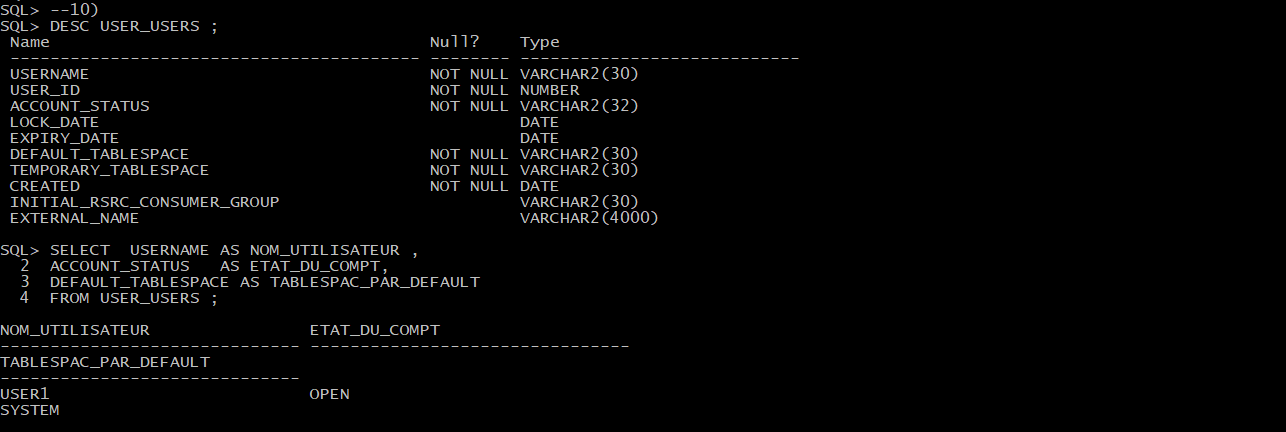 SQL> --10)
SQL> DESC USER_USERS ;
 Name                                      Null?    Type
 ----------------------------------------- -------- ----------------------------
 USERNAME                                  NOT NULL VARCHAR2(30)
 USER_ID                                   NOT NULL NUMBER
 ACCOUNT_STATUS                            NOT NULL VARCHAR2(32)
 LOCK_DATE                                          DATE
 EXPIRY_DATE                                        DATE
 DEFAULT_TABLESPACE                        NOT NULL VARCHAR2(30)
 TEMPORARY_TABLESPACE                      NOT NULL VARCHAR2(30)
 CREATED                                   NOT NULL DATE
 INITIAL_RSRC_CONSUMER_GROUP                        VARCHAR2(30)
 EXTERNAL_NAME                                      VARCHAR2(4000)

SQL> SELECT  USERNAME AS NOM_UTILISATEUR ,
  2  ACCOUNT_STATUS   AS ETAT_DU_COMPT,
  3  DEFAULT_TABLESPACE AS TABLESPAC_PAR_DEFAULT
  4  FROM USER_USERS ;

NOM_UTILISATEUR                ETAT_DU_COMPT
------------------------------ --------------------------------
TABLESPAC_PAR_DEFAULT
------------------------------
USER1                          OPEN
SYSTEM